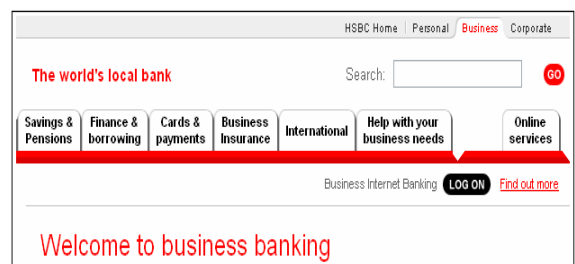 HSBC Home Personal Business Corporate
The world's local bank Search: GO
Savings & Pensions Finance & borrowing Cards & payments Business Insurance International Help with your business needs Online services
Business Internet Banking LOG ON Find out more
Welcome to business banking